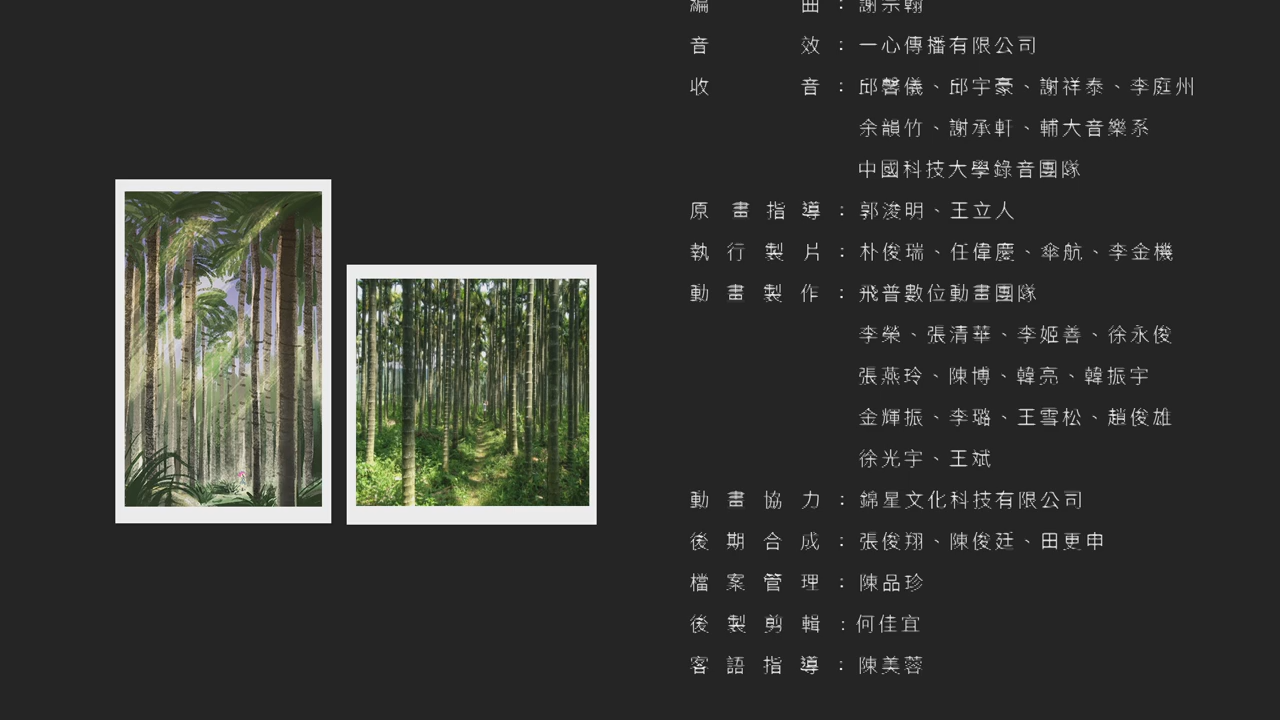 編曲：謝宗翰
音效：一心傳播有限公司
收音：邱馨儀、邱宇豪、謝祥泰、李庭州
余韻竹、謝承軒、輔大音樂系
中國科技大學錄音團隊
原畫指導：郭浚明、王立人
執行製片：朴俊瑞、任偉慶、傘航、李金機
動畫製作：飛普數位動畫團隊
李榮、張清華、李姬善、徐永俊
張燕玲、陳博、韓亮、韓振宇
金輝振、李璐、王雪松、趙俊雄
徐光宇、王斌
動畫協力：錦星文化科技有限公司
後期合成：張俊翔、陳俊廷、田更申
檔案管理：陳品珍
後製剪輯：何佳宜
客語指導：陳美蓉